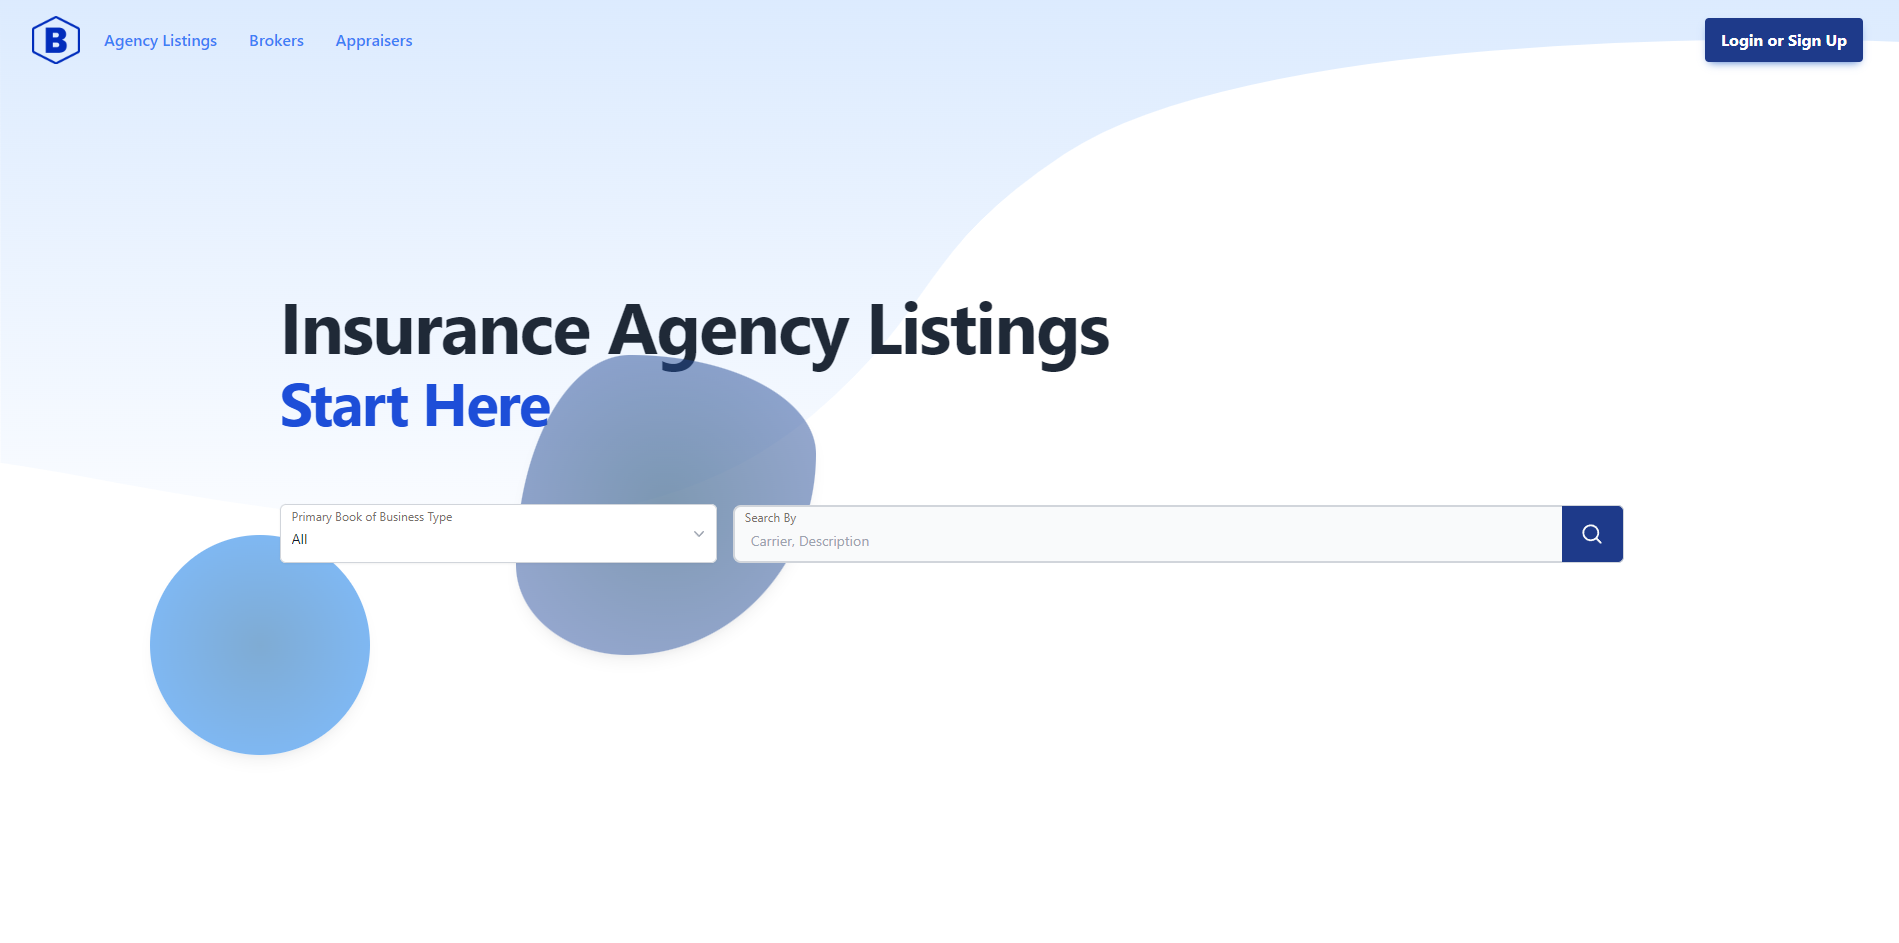 B
Agency Listings
Brokers
Appraisers
Login or Sign Up
Insurance Agency Listings
Start Here
Primary Book of Business Type
All
Search By
Carrier, Description